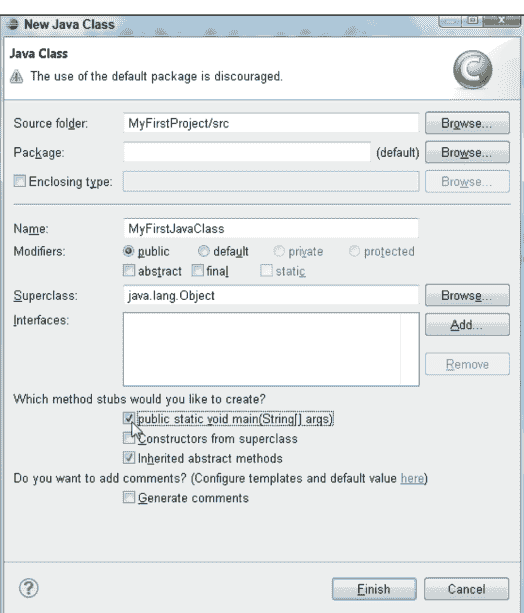 New Java Class
Java Class
The use of the default package is discouraged.
C
Source folder: MyFirstProject/src Browse...
Package: (default) Browse...
Enclosing type: Browse...
Name: MyFirstJavaClass
Modifiers: public default private protected
abstract final static
Superclass: java.lang.Object Browse...
Interfaces: Add...
Remove
Which method stubs would you like to create?
public static void main(String[] args)
Constructors from superclass
Inherited abstract methods
Do you want to add comments? (Configure templates and default value here)
Generate comments
? Finish Cancel